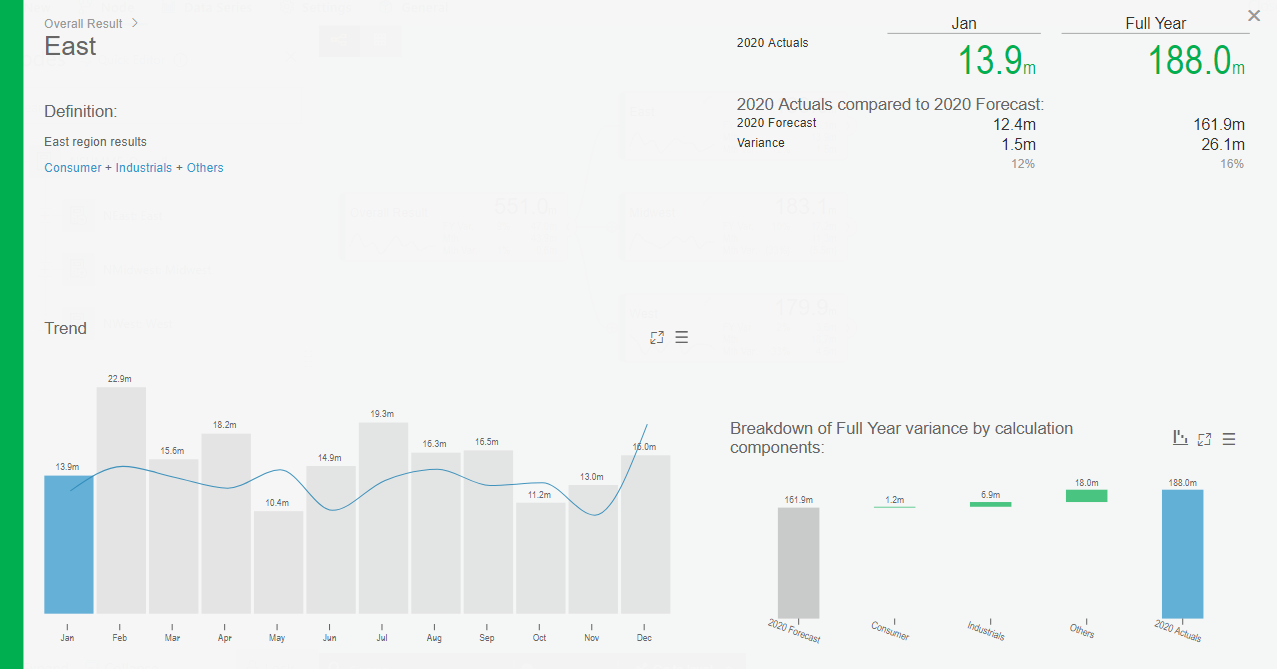 Overall Result >
East
Jan
Full Year
2020 Actuals
13.9m
188.0m
Definition:
East region results
Consumer + Industrials + Others
2020 Actuals compared to 2020 Forecast:
2020 Forecast
12.4m
161.9m
Variance
1.5m
26.1m
12%
16%
Trend
22.9m
19.3m
18.2m
16.5m
16.3m
16.0m
15.6m
14.9m
13.9m
13.0m
11.2m
10.4m
Jan
Feb
Mar
Apr
May
Jun
Jul
Aug
Sep
Oct
Nov
Dec
Breakdown of Full Year variance by calculation
components:
161.9m
1.2m
6.9m
18.0m
188.0m
2020 Forecast
Consumer
Industrials
Others
2020 Actuals